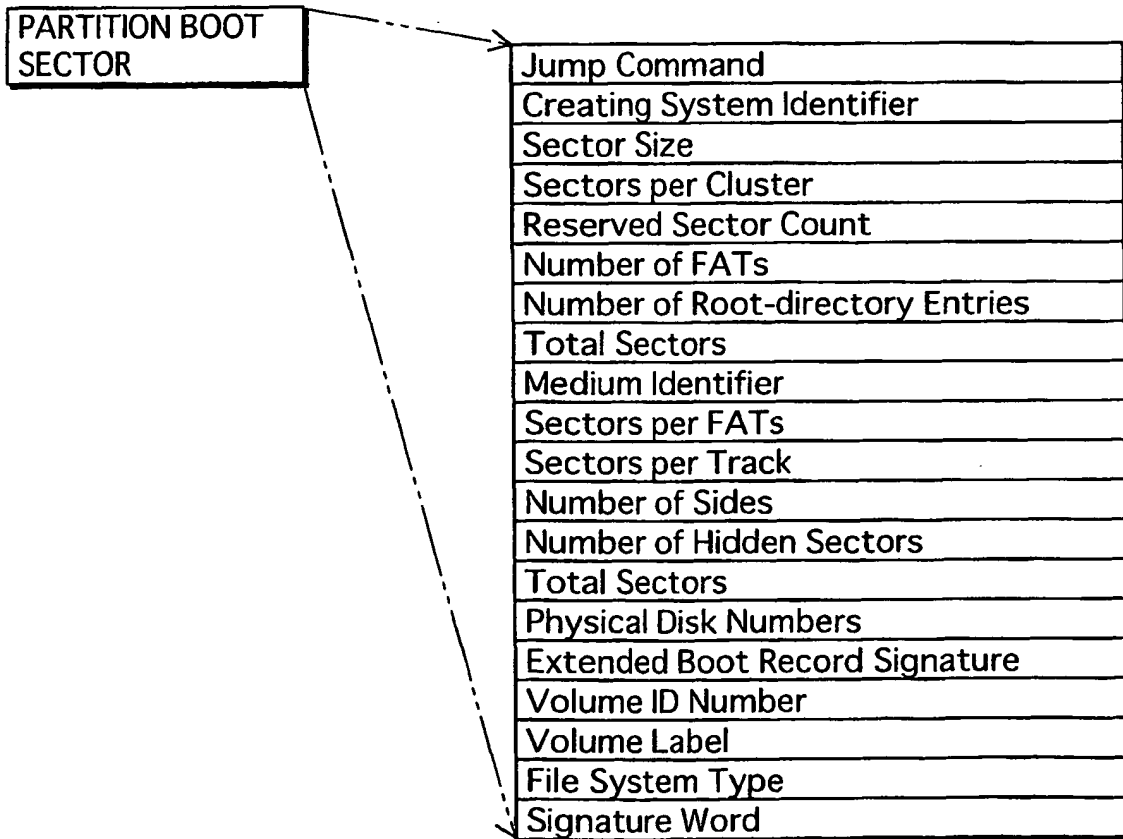 PARTITION BOOT
SECTOR
Jump Command
Creating System Identifier
Sector Size
Sectors per Cluster
Reserved Sector Count
Number of FATs
Number of Root-directory Entries
Total Sectors
Medium Identifier
Sectors per FATs
Sectors per Track
Number of Sides
Number of Hidden Sectors
Total Sectors
Physical Disk Numbers
Extended Boot Record Signature
Volume ID Number
Volume Label
File System Type
Signature Word